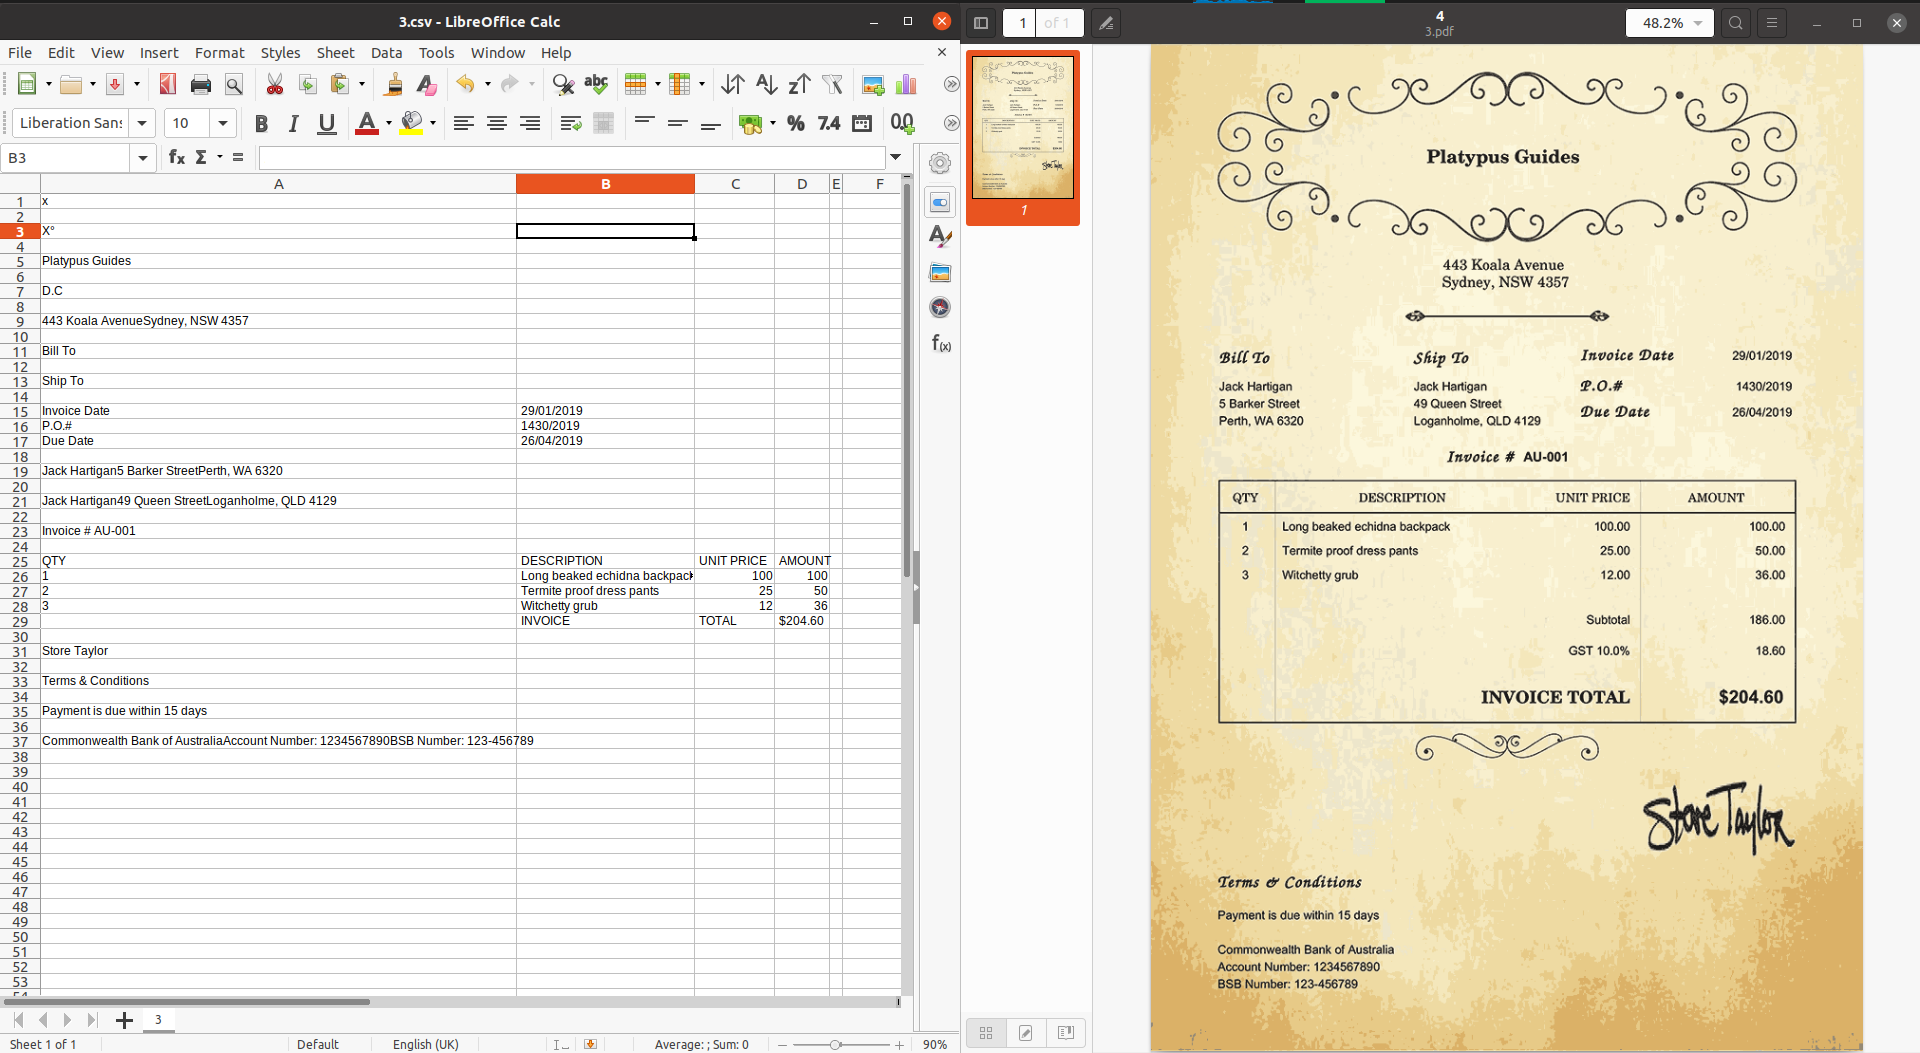 3.csv - LibreOffice Calc
File Edit View Insert Format Styles Sheet Data Tools Window Help
Liberation Sans 10
B3
A B C D E F
1 x
2
3 X°
4
5 Platypus Guides
6
7 D.C
8
9 443 Koala AvenueSydney, NSW 4357
10
11 Bill To
12
13 Ship To
14
15 Invoice Date 29/01/2019
16 P.O.# 1430/2019
17 Due Date 26/04/2019
18
19 Jack Hartigan5 Barker StreetPerth, WA 6320
20
21 Jack Hartigan49 Queen StreetLoganholme, QLD 4129
22
23 Invoice # AU-001
24
25 QTY DESCRIPTION UNIT PRICE AMOUNT
26 1 Long beaked echidna backpack 100 100
27 2 Termite proof dress pants 25 50
28 3 Witchetty grub 12 36
29 INVOICE TOTAL $204.60
30
31 Store Taylor
32
33 Terms & Conditions
34
35 Payment is due within 15 days
36
37 Commonwealth Bank of AustraliaAccount Number: 1234567890BSB Number: 123-456789
38
39
40
41
42
43
44
45
46
47
48
49
50
51
52
53
3
Sheet 1 of 1 Default English (UK) Average: ; Sum: 0 90%
1 of 1
4
3.pdf
48.2%
1
Platypus Guides
443 Koala Avenue
Sydney, NSW 4357
Bill To Ship To Invoice Date 29/01/2019
Jack Hartigan Jack Hartigan P.O.# 1430/2019
5 Barker Street 49 Queen Street Due Date 26/04/2019
Perth, WA 6320 Loganholme, QLD 4129
Invoice # AU-001
QTY DESCRIPTION UNIT PRICE AMOUNT
1 Long beaked echidna backpack 100.00 100.00
2 Termite proof dress pants 25.00 50.00
3 Witchetty grub 12.00 36.00
Subtotal 186.00
GST 10.0% 18.60
INVOICE TOTAL $204.60
Store Taylor
Terms & Conditions
Payment is due within 15 days
Commonwealth Bank of Australia
Account Number: 1234567890
BSB Number: 123-456789